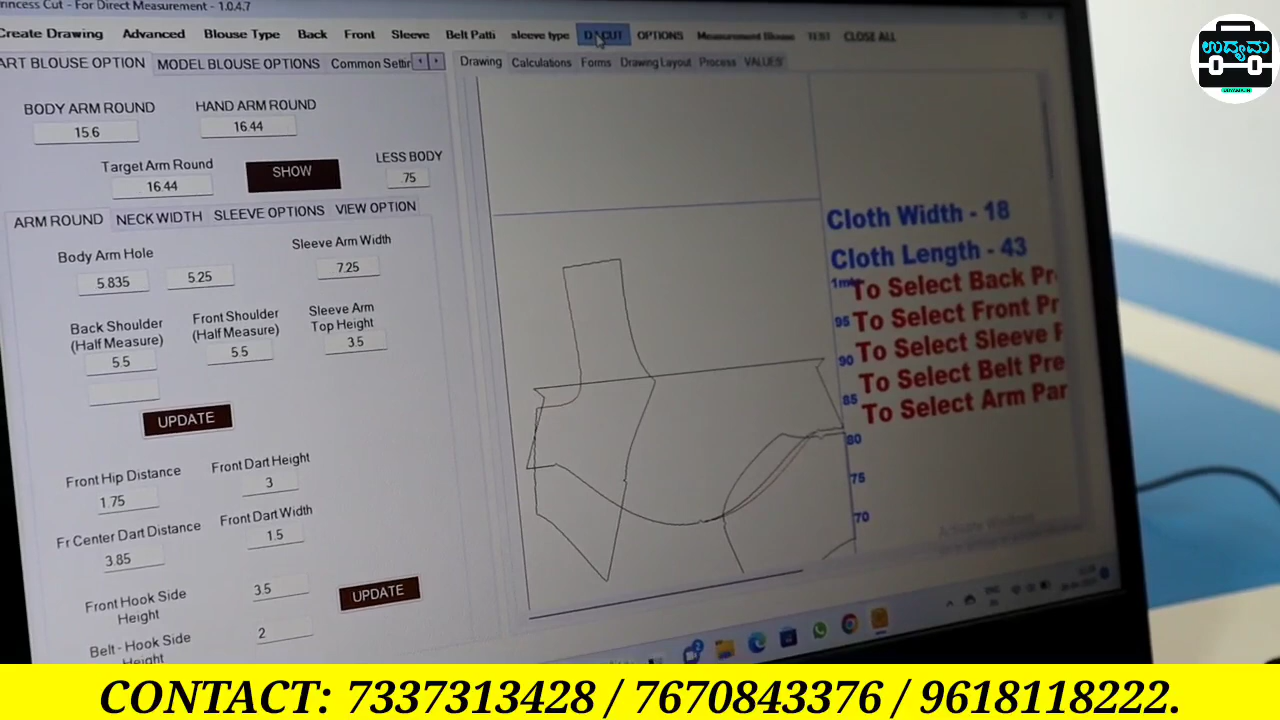 rincess Cut - For Direct Measurement - 1.0.4.7
Create Drawing Advanced Blouse Type Back Front Sleeve Belt Patti sleeve type OPTIONS Measurement Blouse TEST CLOSE ALL
ART BLOUSE OPTION MODEL BLOUSE OPTIONS Common Settir
Drawing Calculations Forms Drawing Layout Process VALUES
BODY ARM ROUND HAND ARM ROUND
15.6 16.44
Target Arm Round SHOW LESS BODY
16.44 .75
ARM ROUND NECK WIDTH SLEEVE OPTIONS VIEW OPTION
Body Arm Hole Sleeve Arm Width
5.835 5.25 7.25
Back Shoulder (Half Measure) Front Shoulder (Half Measure) Sleeve Arm Top Height
5.5 5.5 3.5
UPDATE
Front Hip Distance Front Dart Height
1.75 3
Fr Center Dart Distance Front Dart Width
3.85 1.5
Front Hook Side Height 3.5 UPDATE
Belt - Hook Side Height 2
Cloth Width - 18
Cloth Length - 43
To Select Back Pr
To Select Front Pr
To Select Sleeve P
To Select Belt Pre
To Select Arm Par
95
90
85
80
75
70
ಉದ್ಯಮ
CONTACT: 7337313428 / 7670843376 / 9618118222.